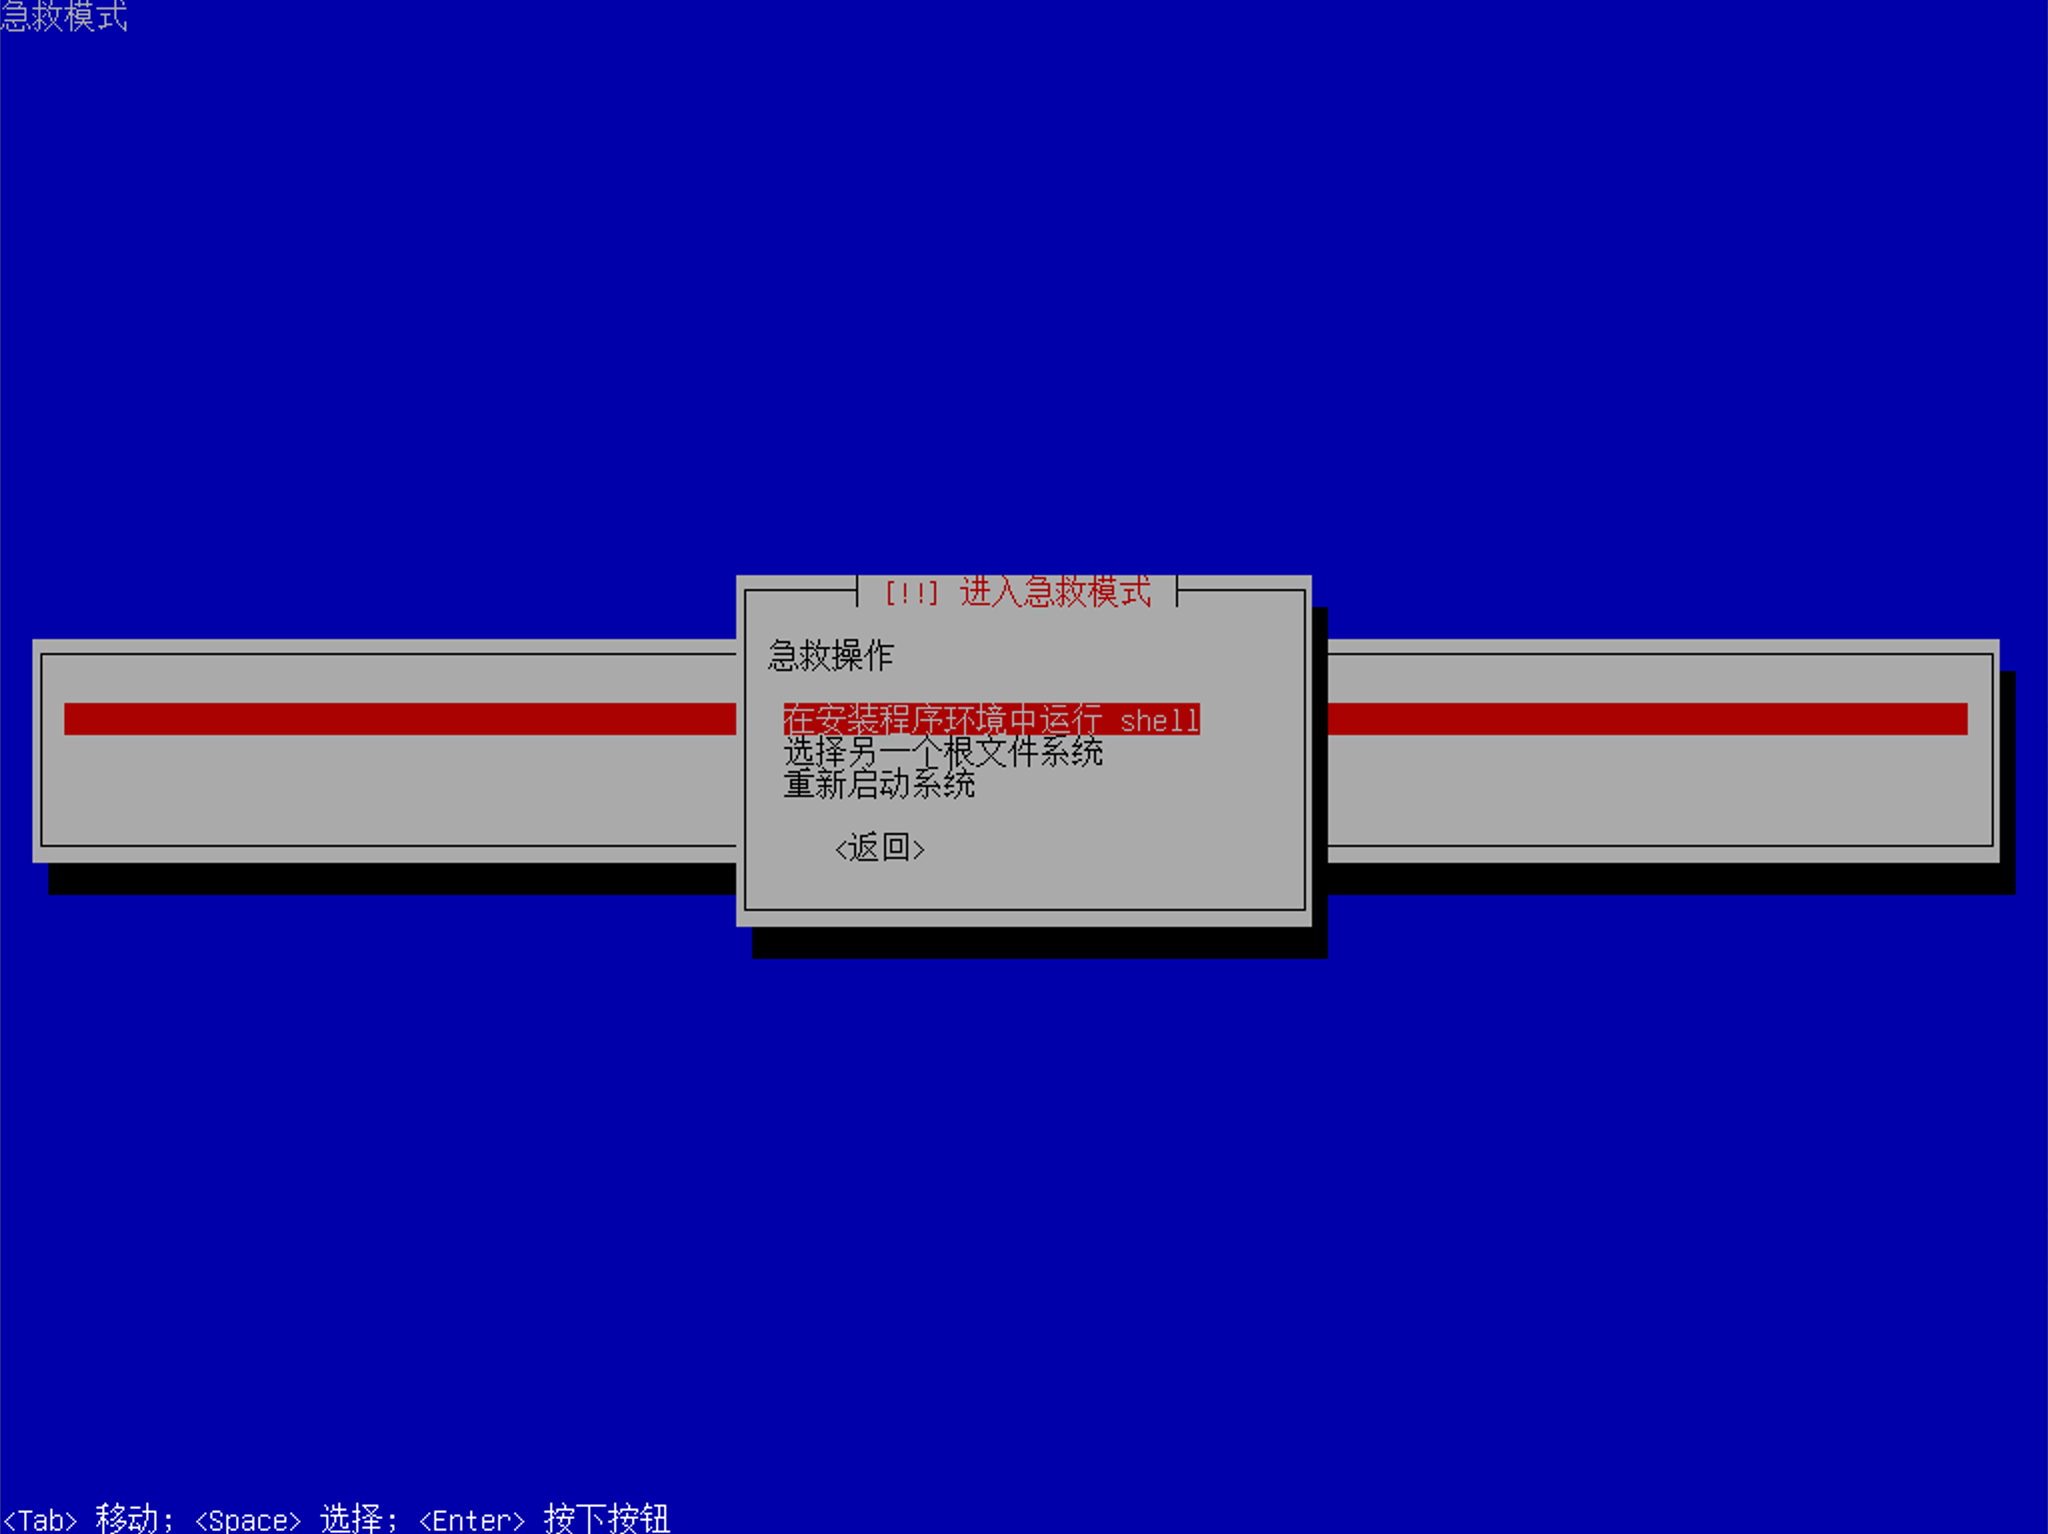 急救模式
[!!] 进入急救模式
急救操作
在安装程序环境中运行 shell
选择另一个根文件系统
重新启动系统
<返回>
<Tab> 移动; <Space> 选择; <Enter> 按下按钮